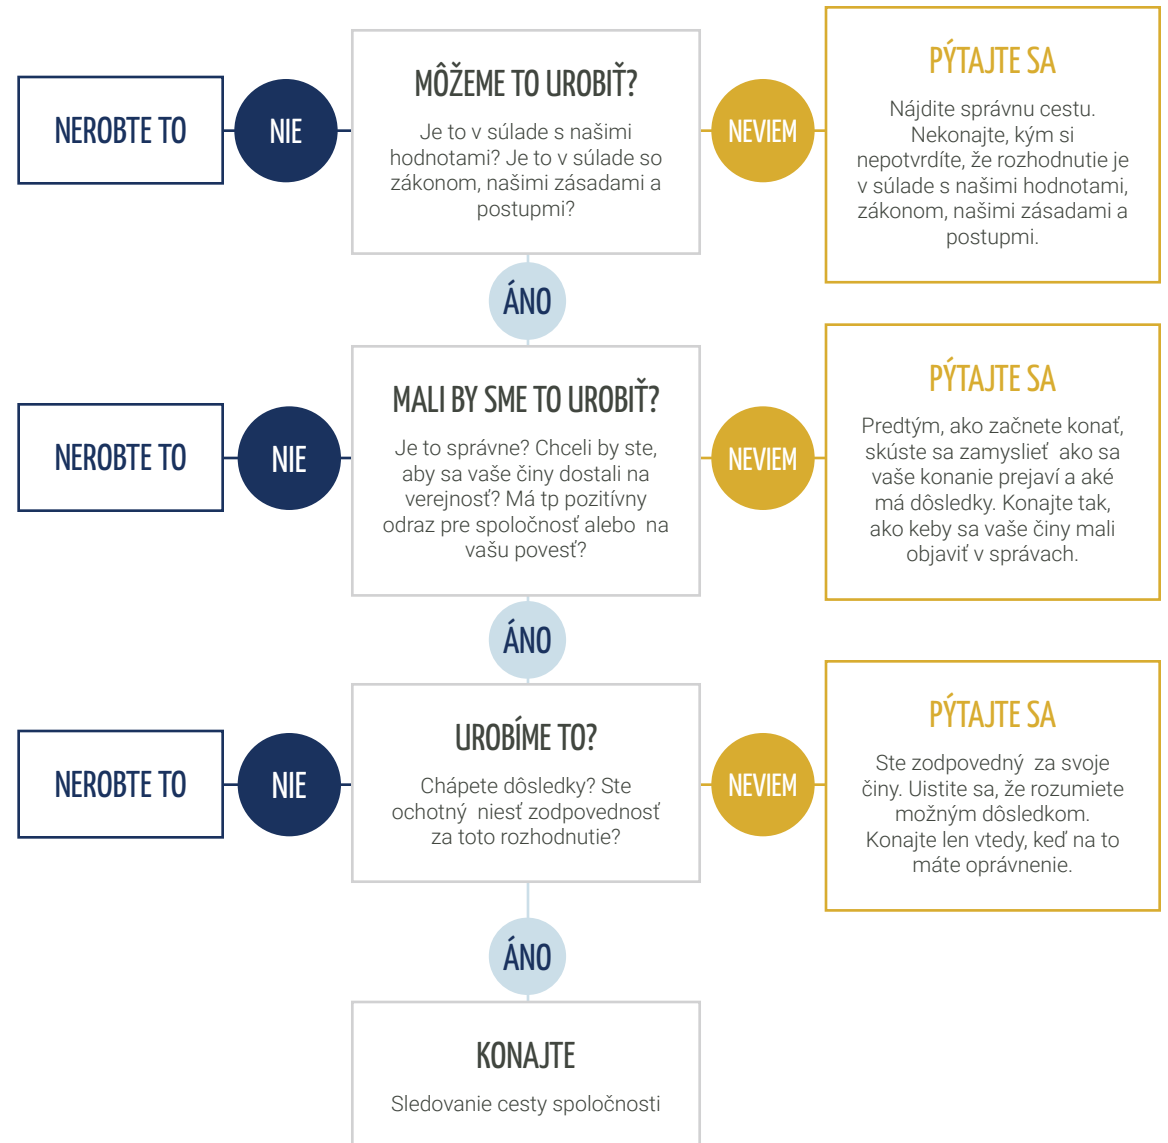 NEROBTE TO
NIE
MÔŽEME TO UROBIŤ?
Je to v súlade s našimi
hodnotami? Je to v súlade so
zákonom, našimi zásadami a
postupmi?
NEVIEM
PÝTAJTE SA
Nájdite správnu cestu.
Nekonajte, kým si
nepotvrdíte, že rozhodnutie je
v súlade s našimi hodnotami,
zákonom, našimi zásadami a
postupmi.
ÁNO
NEROBTE TO
NIE
MALI BY SME TO UROBIŤ?
Je to správne? Chceli by ste,
aby sa vaše činy dostali na
verejnosť? Má tp pozitívny
odraz pre spoločnosť alebo na
vašu povesť?
NEVIEM
PÝTAJTE SA
Predtým, ako začnete konať,
skúste sa zamyslieť ako sa
vaše konanie prejaví a aké
má dôsledky. Konajte tak,
ako keby sa vaše činy mali
objaviť v správach.
ÁNO
NEROBTE TO
NIE
UROBÍME TO?
Chápete dôsledky? Ste
ochotný niesť zodpovednosť
za toto rozhodnutie?
NEVIEM
PÝTAJTE SA
Ste zodpovedný za svoje
činy. Uistite sa, že rozumiete
možným dôsledkom.
Konajte len vtedy, keď na to
máte oprávnenie.
ÁNO
KONAJTE
Sledovanie cesty spoločnosti